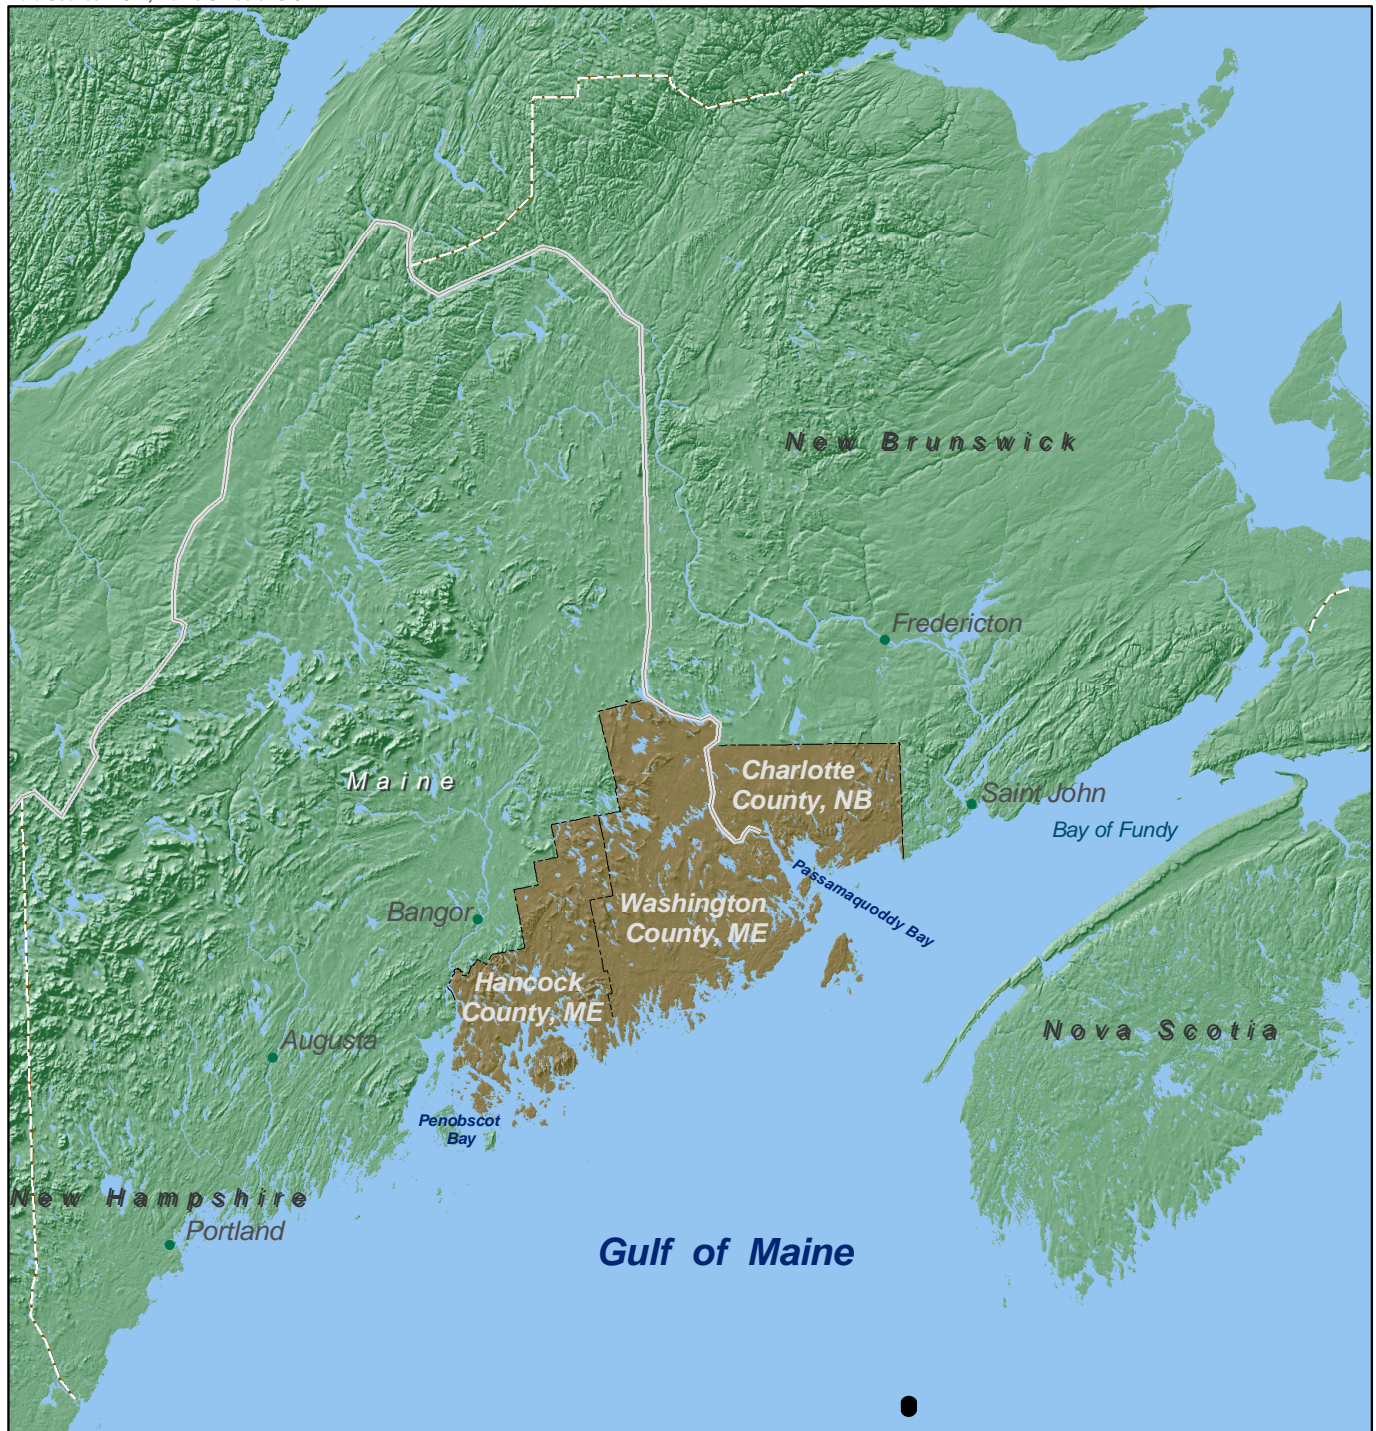 New Brunswick
Fredericton
Maine
Charlotte
County, NB
Saint John
Bay of Fundy
Passamaquoddy Bay
Washington
County, ME
Bangor
Hancock
County, ME
Augusta
Nova Scotia
Penobscot
Bay
New Hampshire
Portland
Gulf of Maine